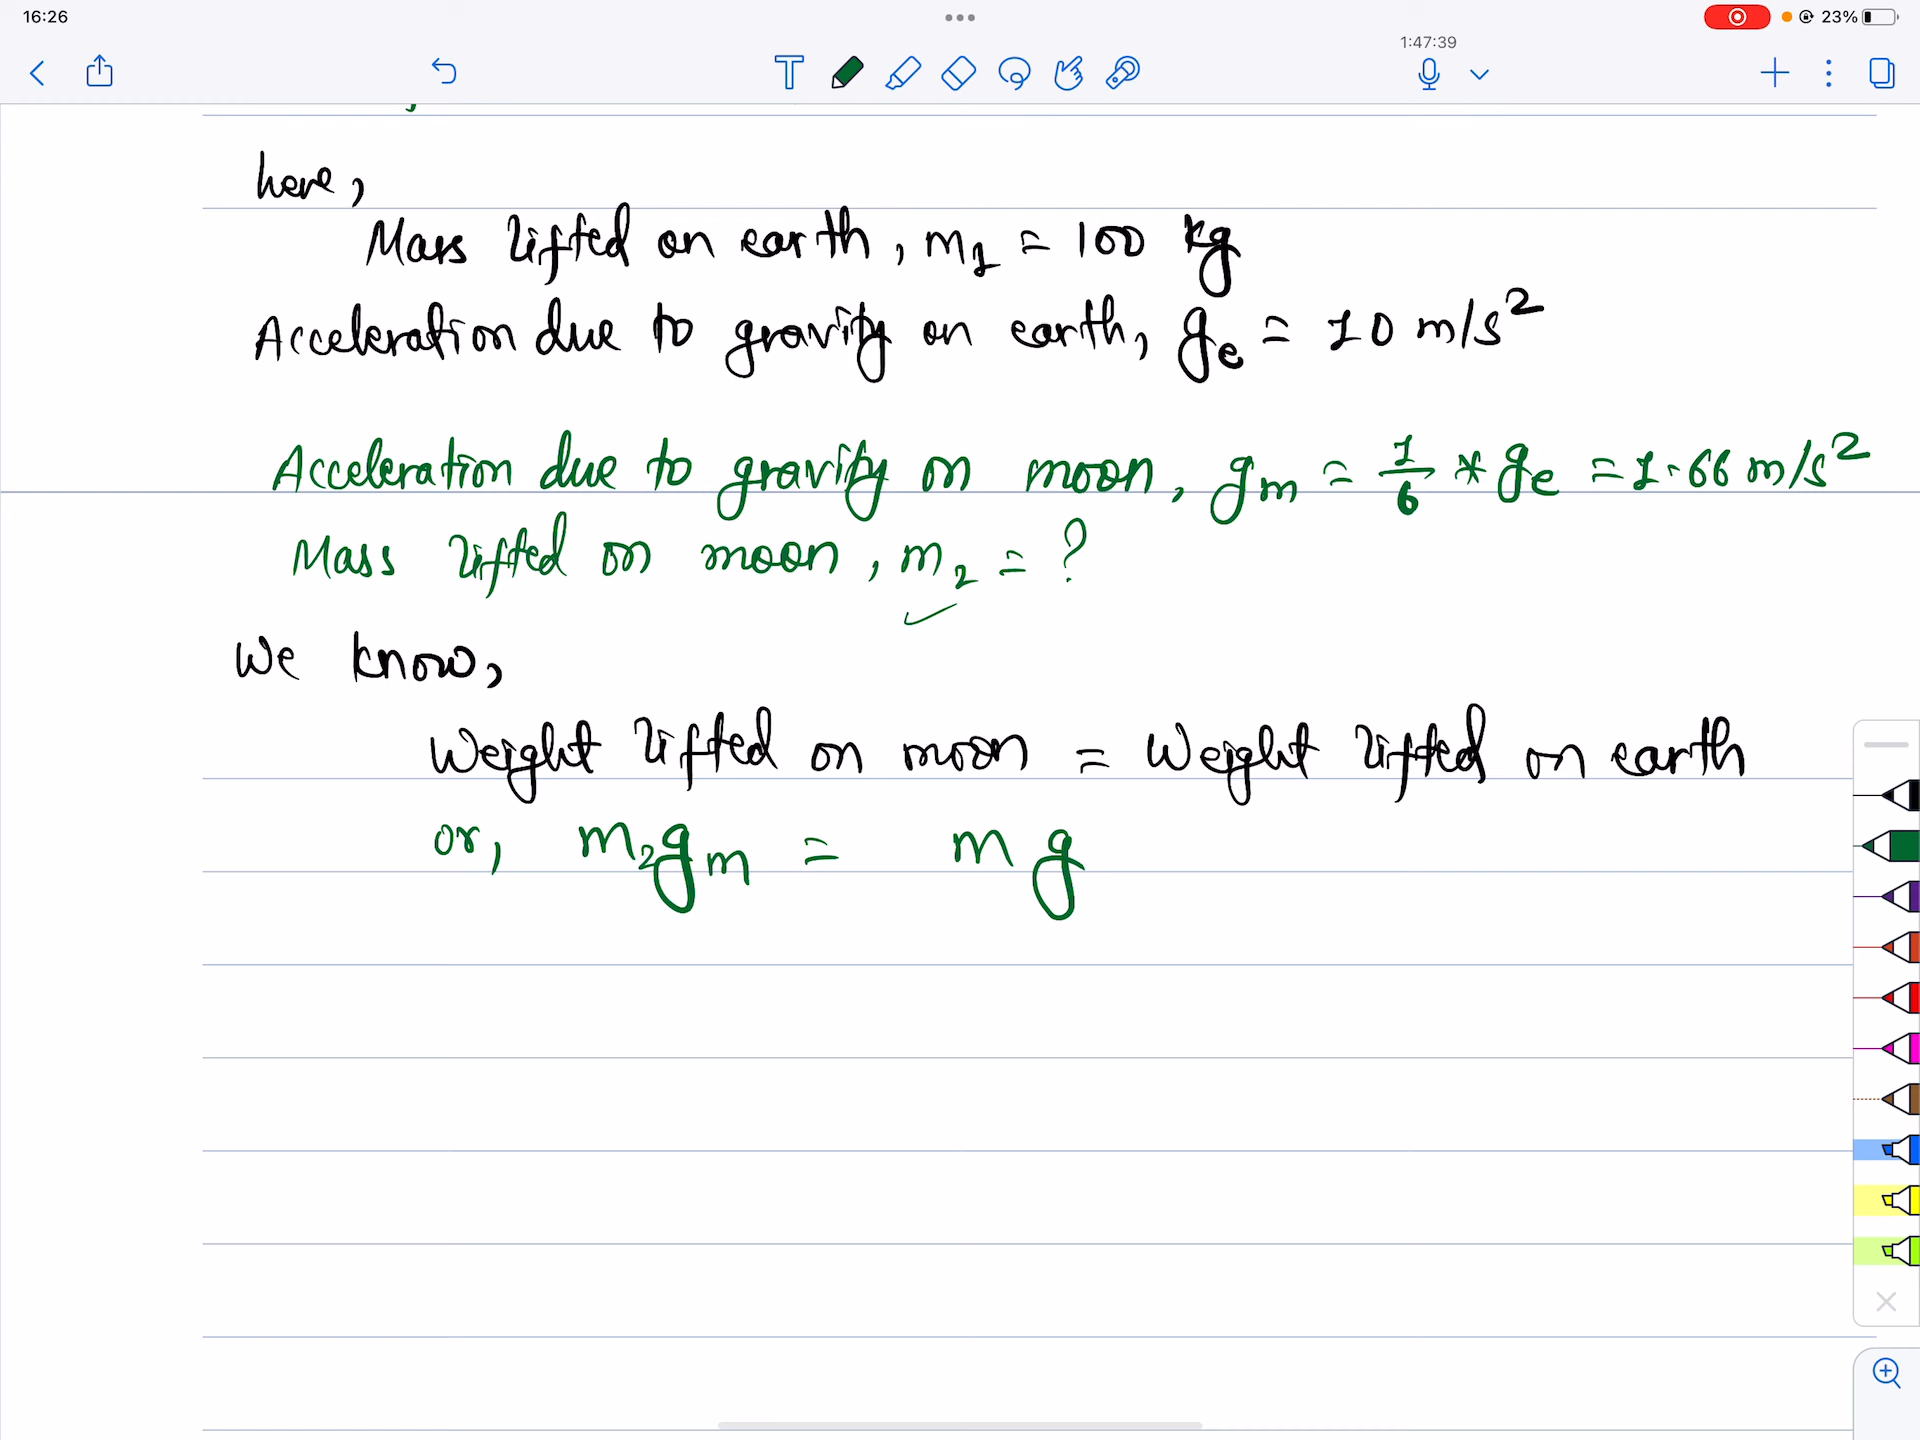 16:26
23%
1:47:39
here,
Mass lifted on earth, m₁ = 100 kg
Acceleration due to gravity on earth, gₑ = 10 m/s²
Acceleration due to gravity on moon, gₘ = 1/6 * gₑ = 1.66 m/s²
Mass lifted on moon, m₂ = ?
We know,
Weight lifted on moon = Weight lifted on earth
or, m₂gₘ = m g